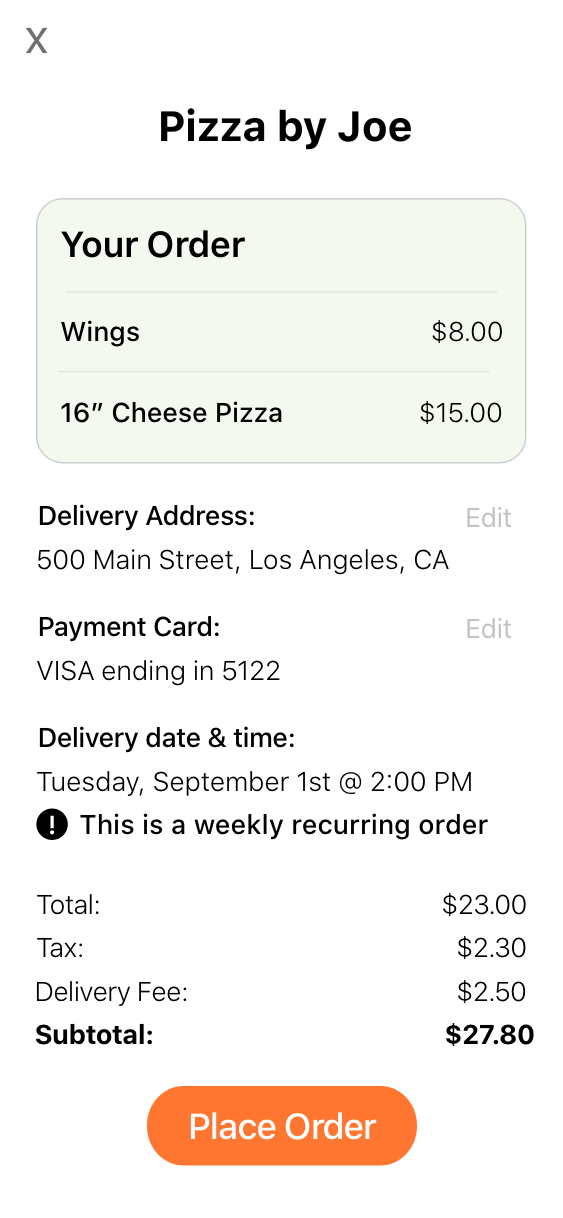 X
Pizza by Joe
Your Order
Wings $8.00
16” Cheese Pizza $15.00
Delivery Address: Edit
500 Main Street, Los Angeles, CA
Payment Card: Edit
VISA ending in 5122
Delivery date & time:
Tuesday, September 1st @ 2:00 PM
! This is a weekly recurring order
Total: $23.00
Tax: $2.30
Delivery Fee: $2.50
Subtotal: $27.80
Place Order